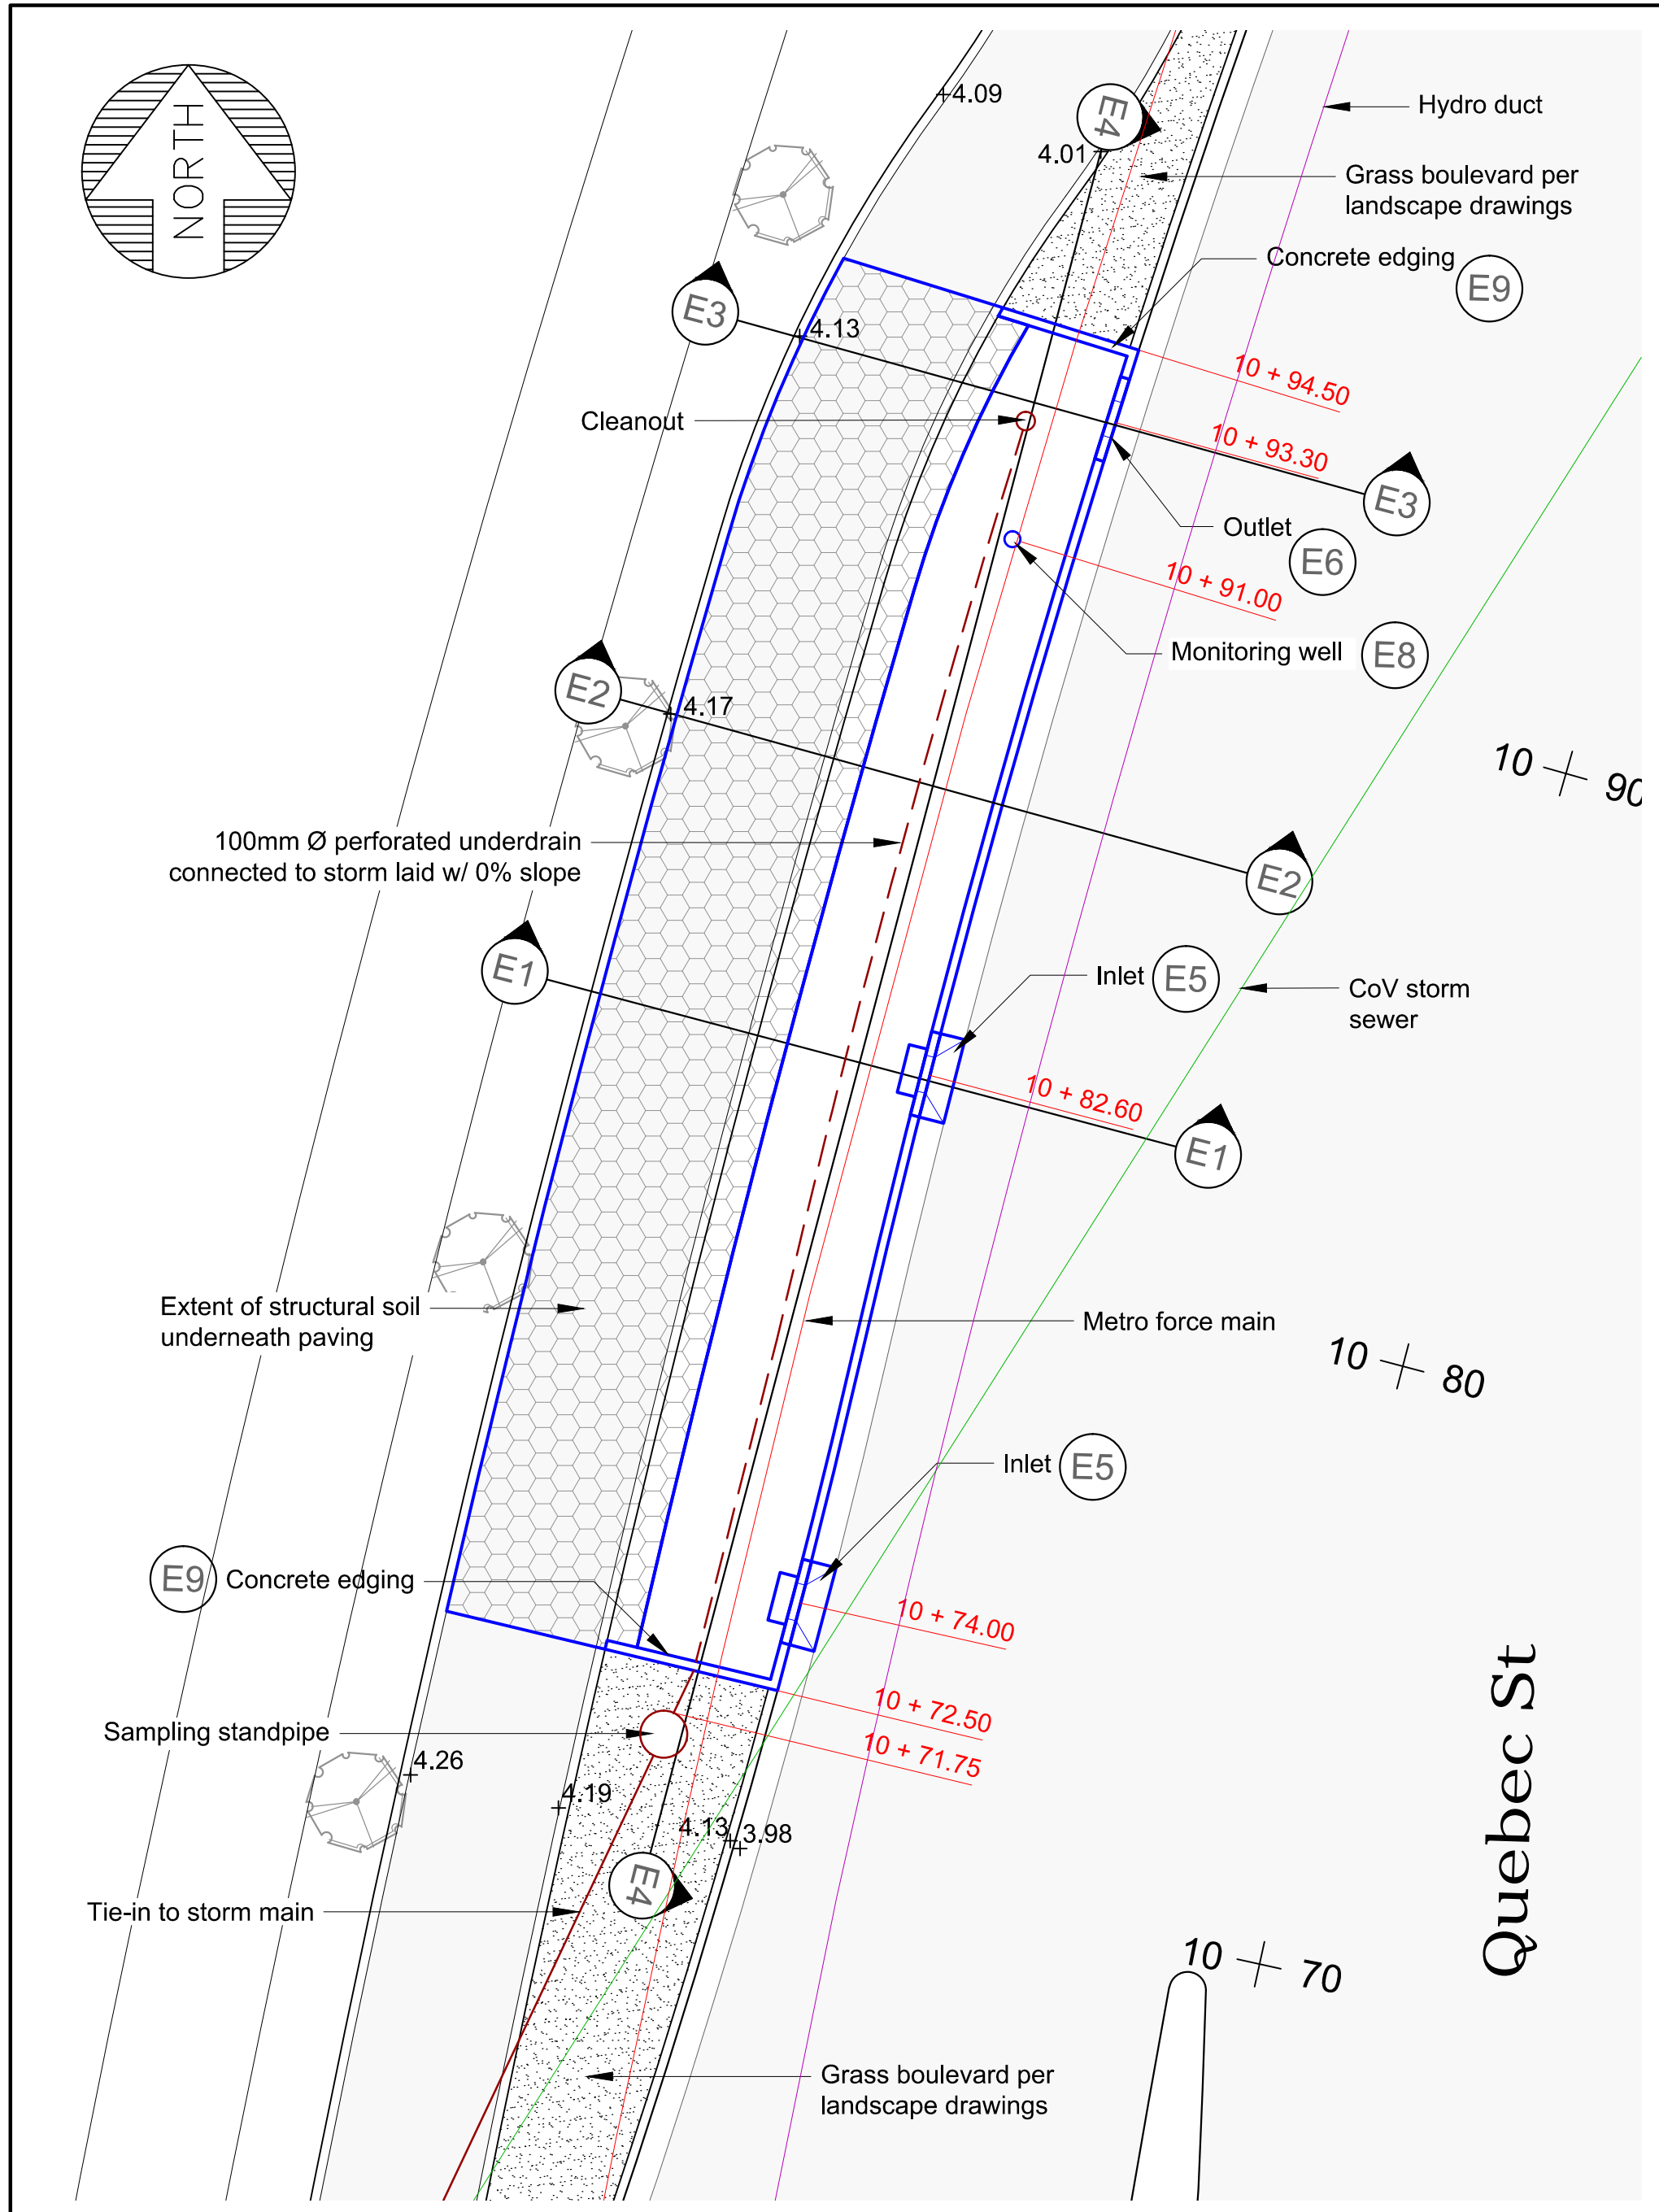 NORTH
4.09
E4
4.01
Hydro duct
Grass boulevard per
landscape drawings
Concrete edging
E9
E3
4.13
10 + 94.50
Cleanout
10 + 93.30
E3
Outlet
E6
10 + 91.00
Monitoring well
E8
E2
4.17
10 + 90
100mm Ø perforated underdrain
connected to storm laid w/ 0% slope
E2
E1
Inlet
E5
CoV storm
sewer
10 + 82.60
E1
Extent of structural soil
underneath paving
Metro force main
10 + 80
Inlet
E5
E9
Concrete edging
10 + 74.00
10 + 72.50
10 + 71.75
Sampling standpipe
4.26
4.19
4.13
3.98
E4
Tie-in to storm main
10 + 70
Quebec St
Grass boulevard per
landscape drawings